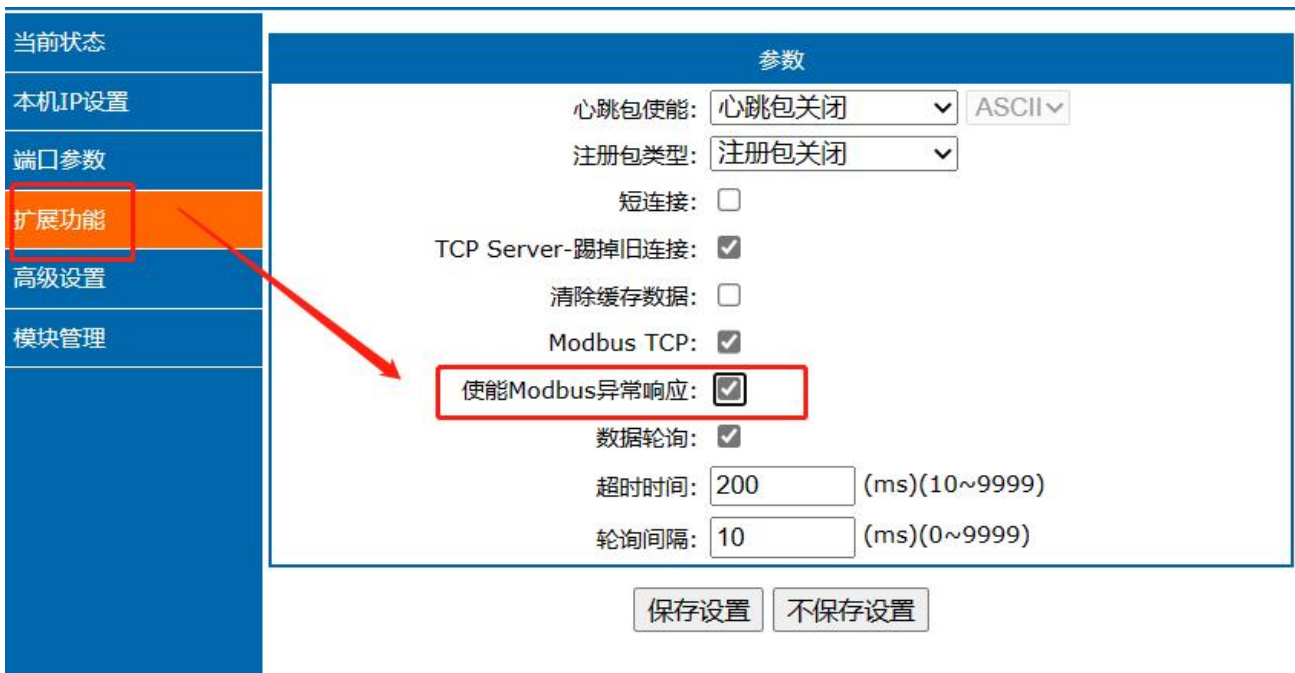 当前状态
本机IP设置
端口参数
扩展功能
高级设置
模块管理
参数
心跳包使能: 心跳包关闭 ASCII
注册包类型: 注册包关闭
短连接:
TCP Server-踢掉旧连接:
清除缓存数据:
Modbus TCP:
使能Modbus异常响应:
数据轮询:
超时时间: 200 (ms)(10~9999)
轮询间隔: 10 (ms)(0~9999)
保存设置 不保存设置